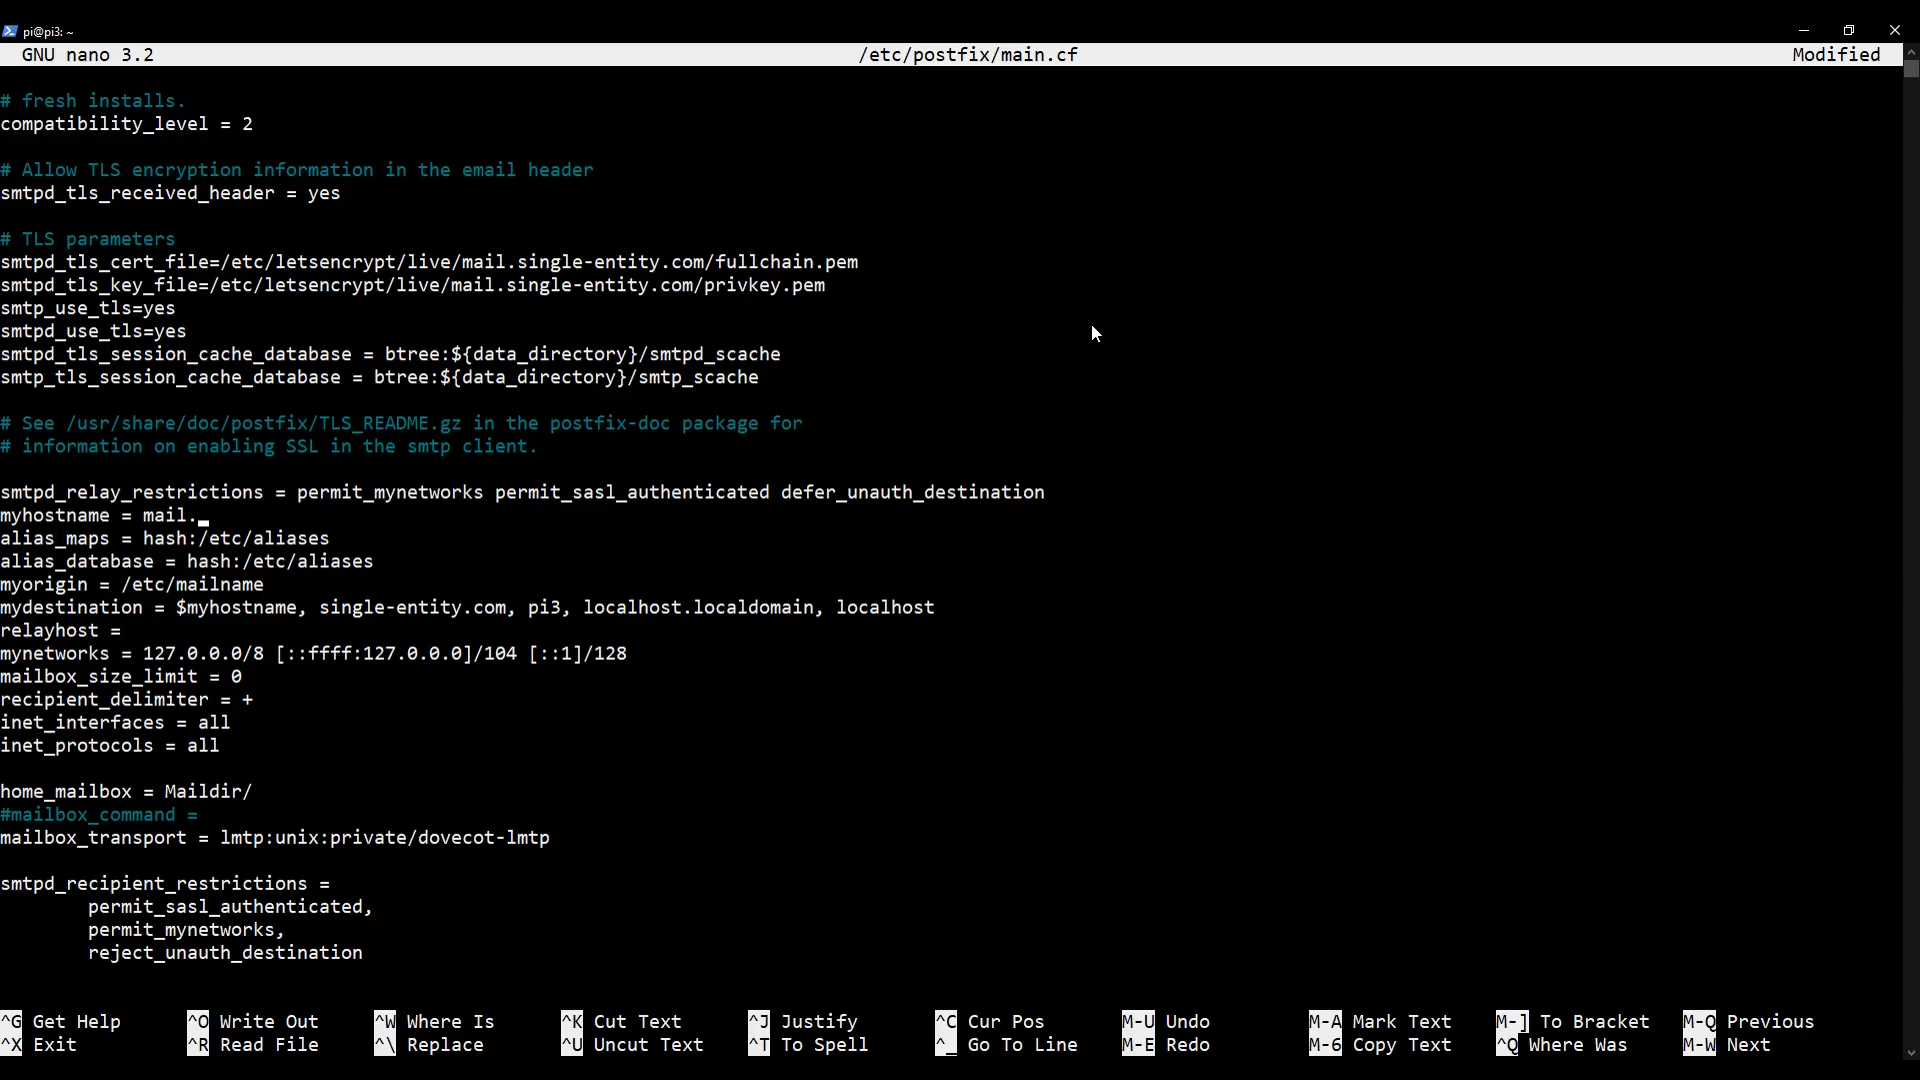 pi@pi3: ~
GNU nano 3.2 /etc/postfix/main.cf Modified
# fresh installs.
compatibility_level = 2
# Allow TLS encryption information in the email header
smtpd_tls_received_header = yes
# TLS parameters
smtpd_tls_cert_file=/etc/letsencrypt/live/mail.single-entity.com/fullchain.pem
smtpd_tls_key_file=/etc/letsencrypt/live/mail.single-entity.com/privkey.pem
smtp_use_tls=yes
smtpd_use_tls=yes
smtpd_tls_session_cache_database = btree:${data_directory}/smtpd_scache
smtp_tls_session_cache_database = btree:${data_directory}/smtp_scache
# See /usr/share/doc/postfix/TLS_README.gz in the postfix-doc package for
# information on enabling SSL in the smtp client.
smtpd_relay_restrictions = permit_mynetworks permit_sasl_authenticated defer_unauth_destination
myhostname = mail.
alias_maps = hash:/etc/aliases
alias_database = hash:/etc/aliases
myorigin = /etc/mailname
mydestination = $myhostname, single-entity.com, pi3, localhost.localdomain, localhost
relayhost =
mynetworks = 127.0.0.0/8 [::ffff:127.0.0.0]/104 [::1]/128
mailbox_size_limit = 0
recipient_delimiter = +
inet_interfaces = all
inet_protocols = all
home_mailbox = Maildir/
#mailbox_command =
mailbox_transport = lmtp:unix:private/dovecot-lmtp
smtpd_recipient_restrictions =
permit_sasl_authenticated,
permit_mynetworks,
reject_unauth_destination
^G Get Help ^O Write Out ^W Where Is ^K Cut Text ^J Justify ^C Cur Pos M-U Undo M-A Mark Text M-] To Bracket M-Q Previous
^X Exit ^R Read File ^\ Replace ^U Uncut Text ^T To Spell ^_ Go To Line M-E Redo M-6 Copy Text ^Q Where Was M-W Next